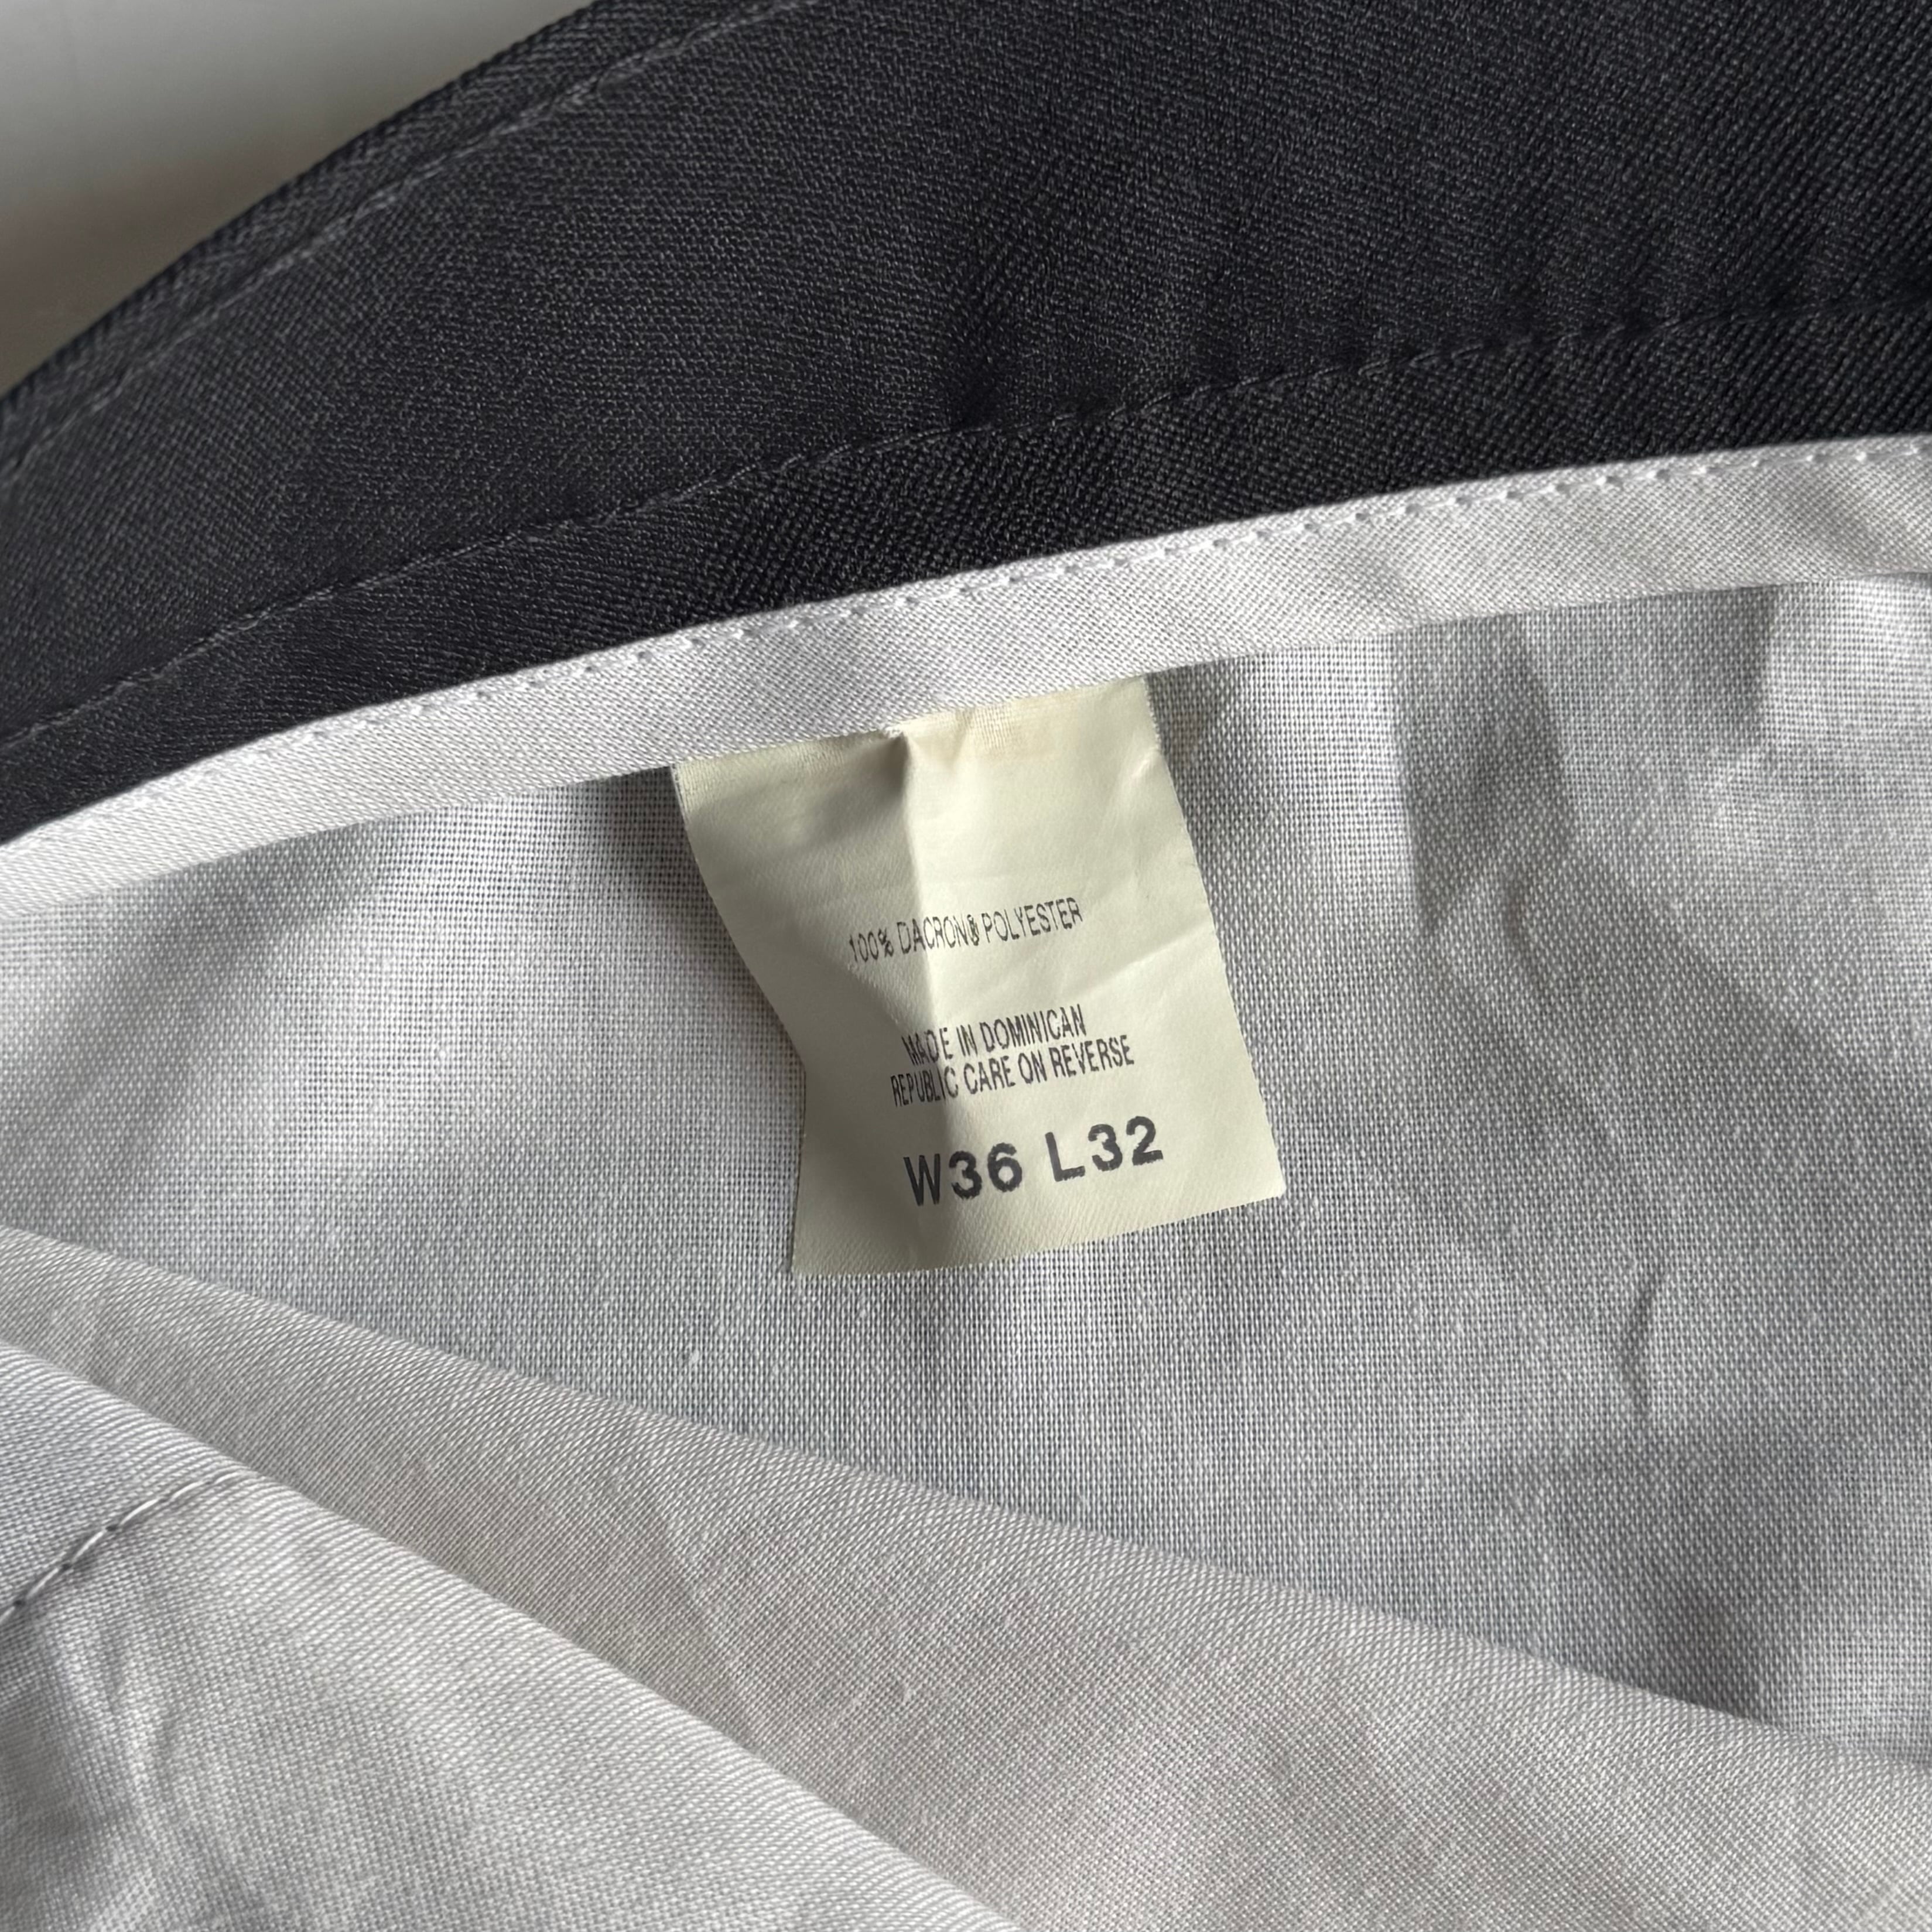 100% DACRON® POLYESTER
MADE IN DOMINICAN
REPUBLIC CARE ON REVERSE
W36 L32